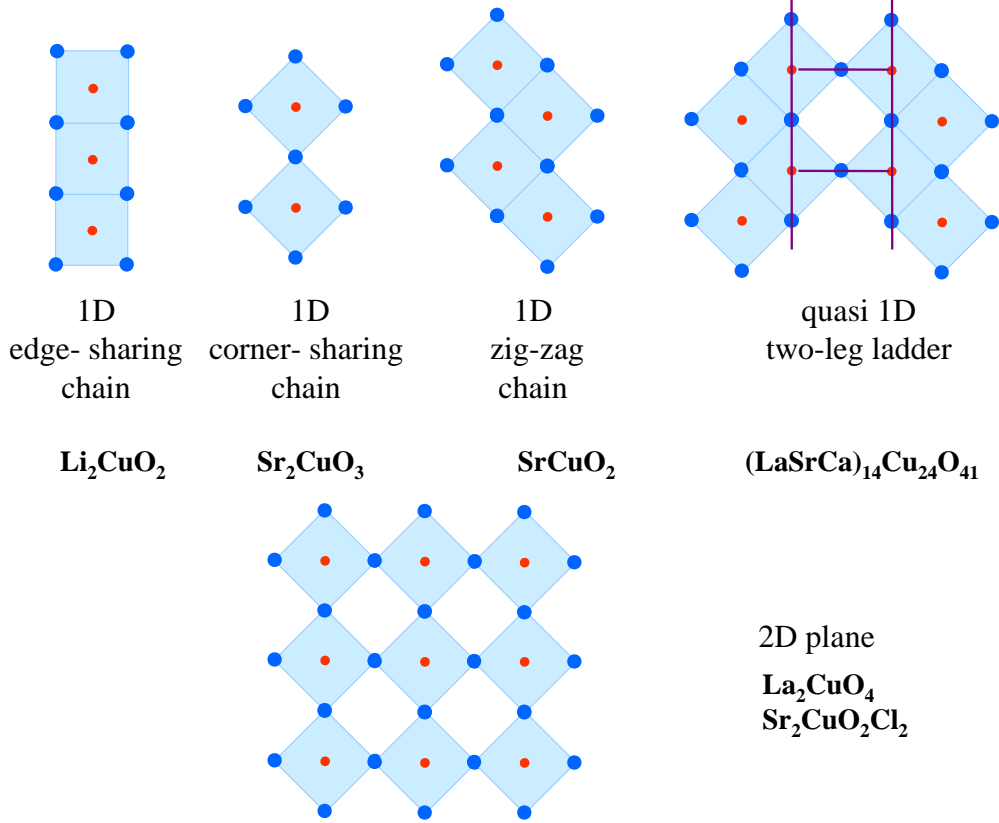 1D
edge- sharing
chain
1D
corner- sharing
chain
1D
zig-zag
chain
quasi 1D
two-leg ladder
Li₂CuO₂
Sr₂CuO₃
SrCuO₂
(LaSrCa)₁₄Cu₂₄O₄₁
2D plane
La₂CuO₄
Sr₂CuO₂Cl₂